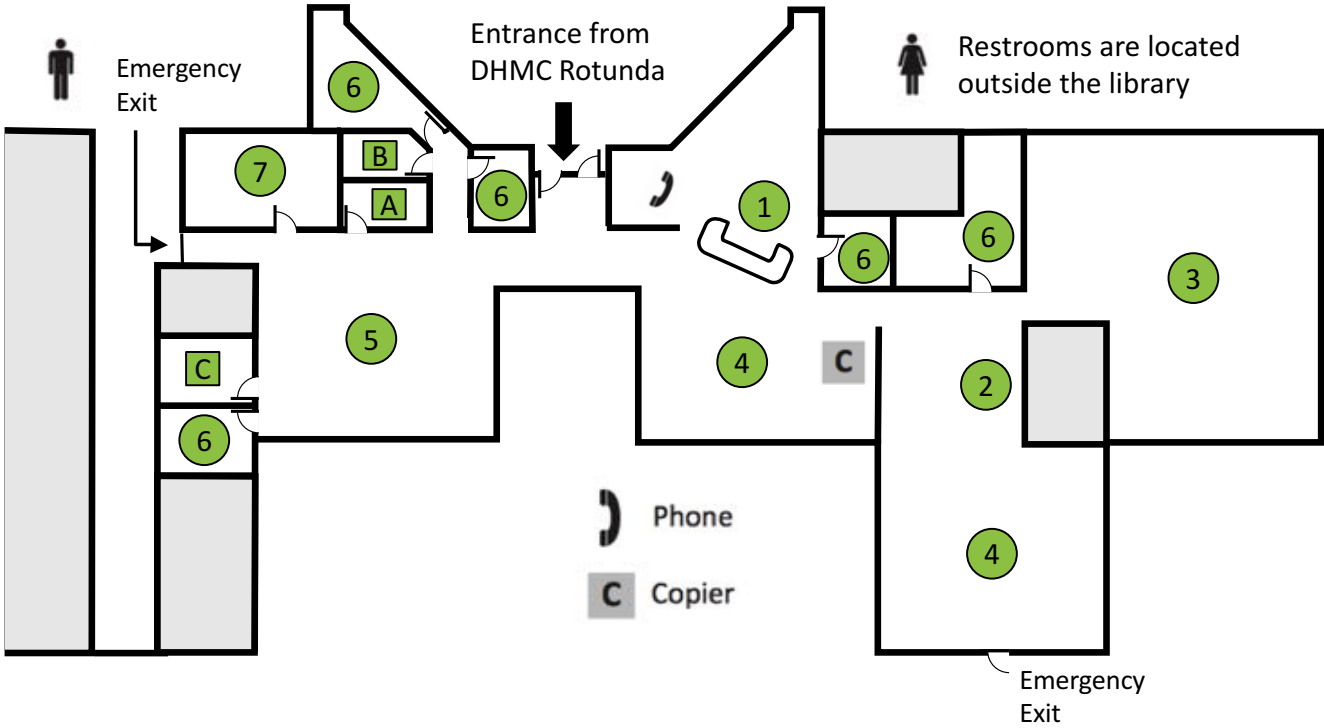 Entrance from
DHMC Rotunda
Restrooms are located
outside the library
Emergency
Exit
6
B
7
A
6
1
6
6
3
5
4
C
2
C
6
Phone
C
Copier
4
Emergency
Exit